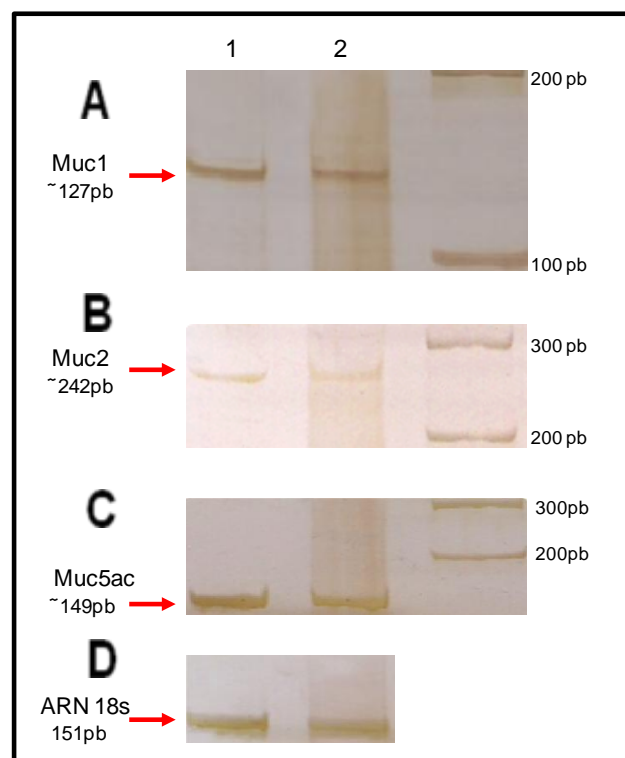 1 2
A
200 pb
Muc1
~127pb
100 pb
B
300 pb
Muc2
~242pb
200 pb
C
300pb
200pb
Muc5ac
~149pb
D
ARN 18s
151pb